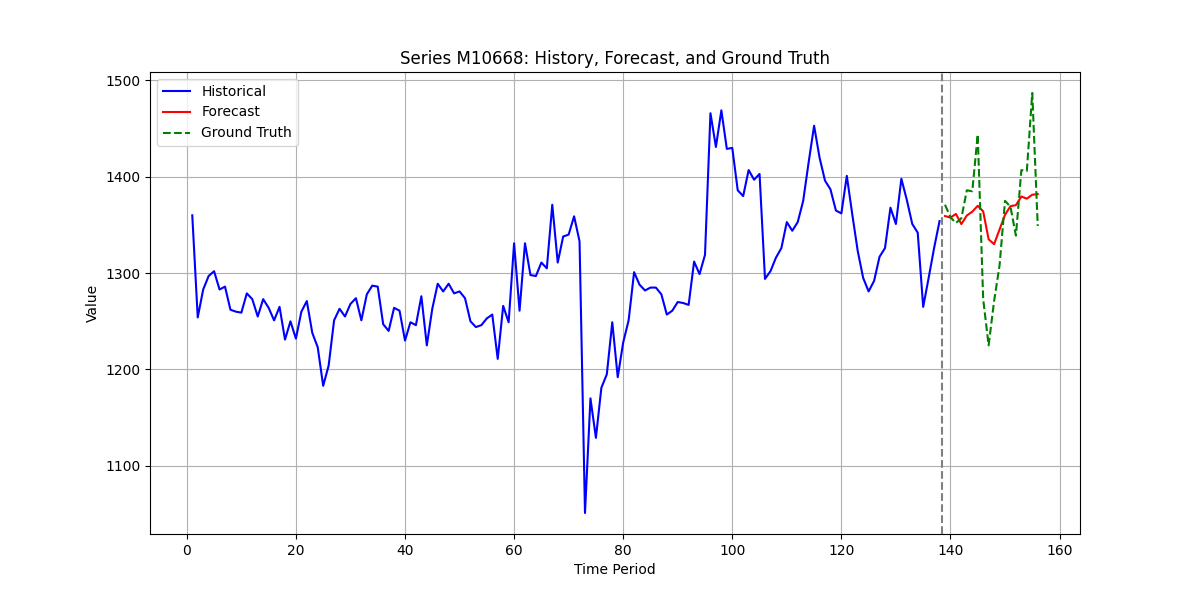 Series M10668: History, Forecast, and Ground Truth
Historical
Forecast
Ground Truth
1500
1400
1300
1200
1100
Value
0 20 40 60 80 100 120 140 160
Time Period